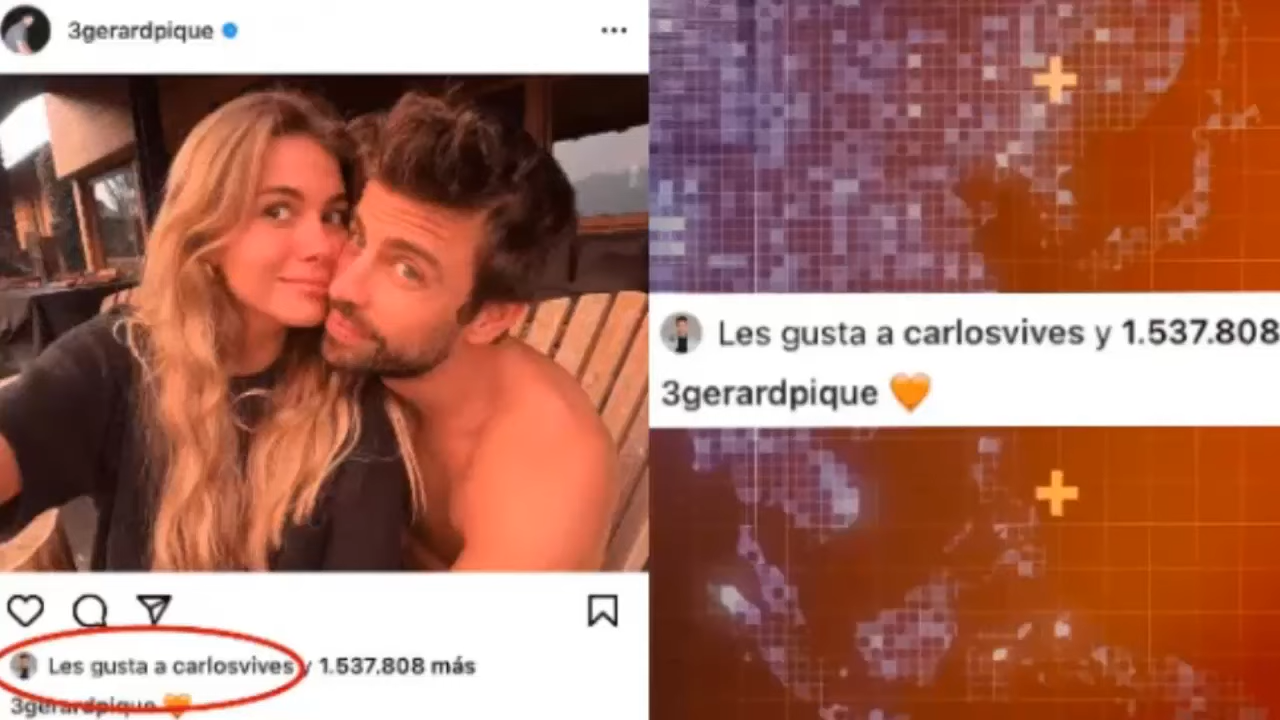 3gerardpique
Les gusta a carlosvives y 1.537.808 más
3gerardpique 🧡
Les gusta a carlosvives y 1.537.808
3gerardpique 🧡